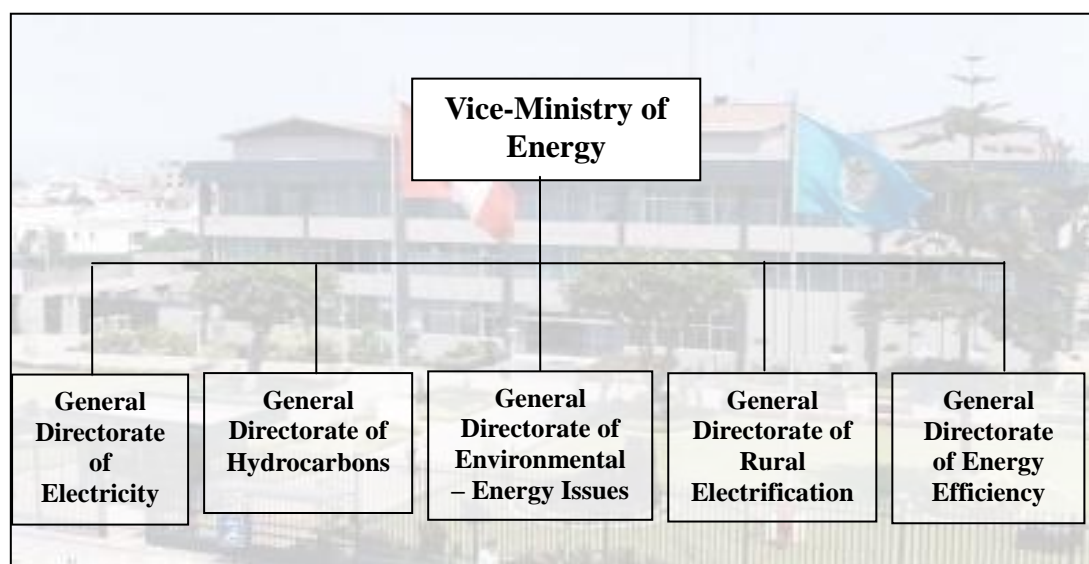 Vice-Ministry of
Energy
General
Directorate
of
Electricity
General
Directorate of
Hydrocarbons
General
Directorate of
Environmental
– Energy Issues
General
Directorate of
Rural
Electrification
General
Directorate
of Energy
Efficiency